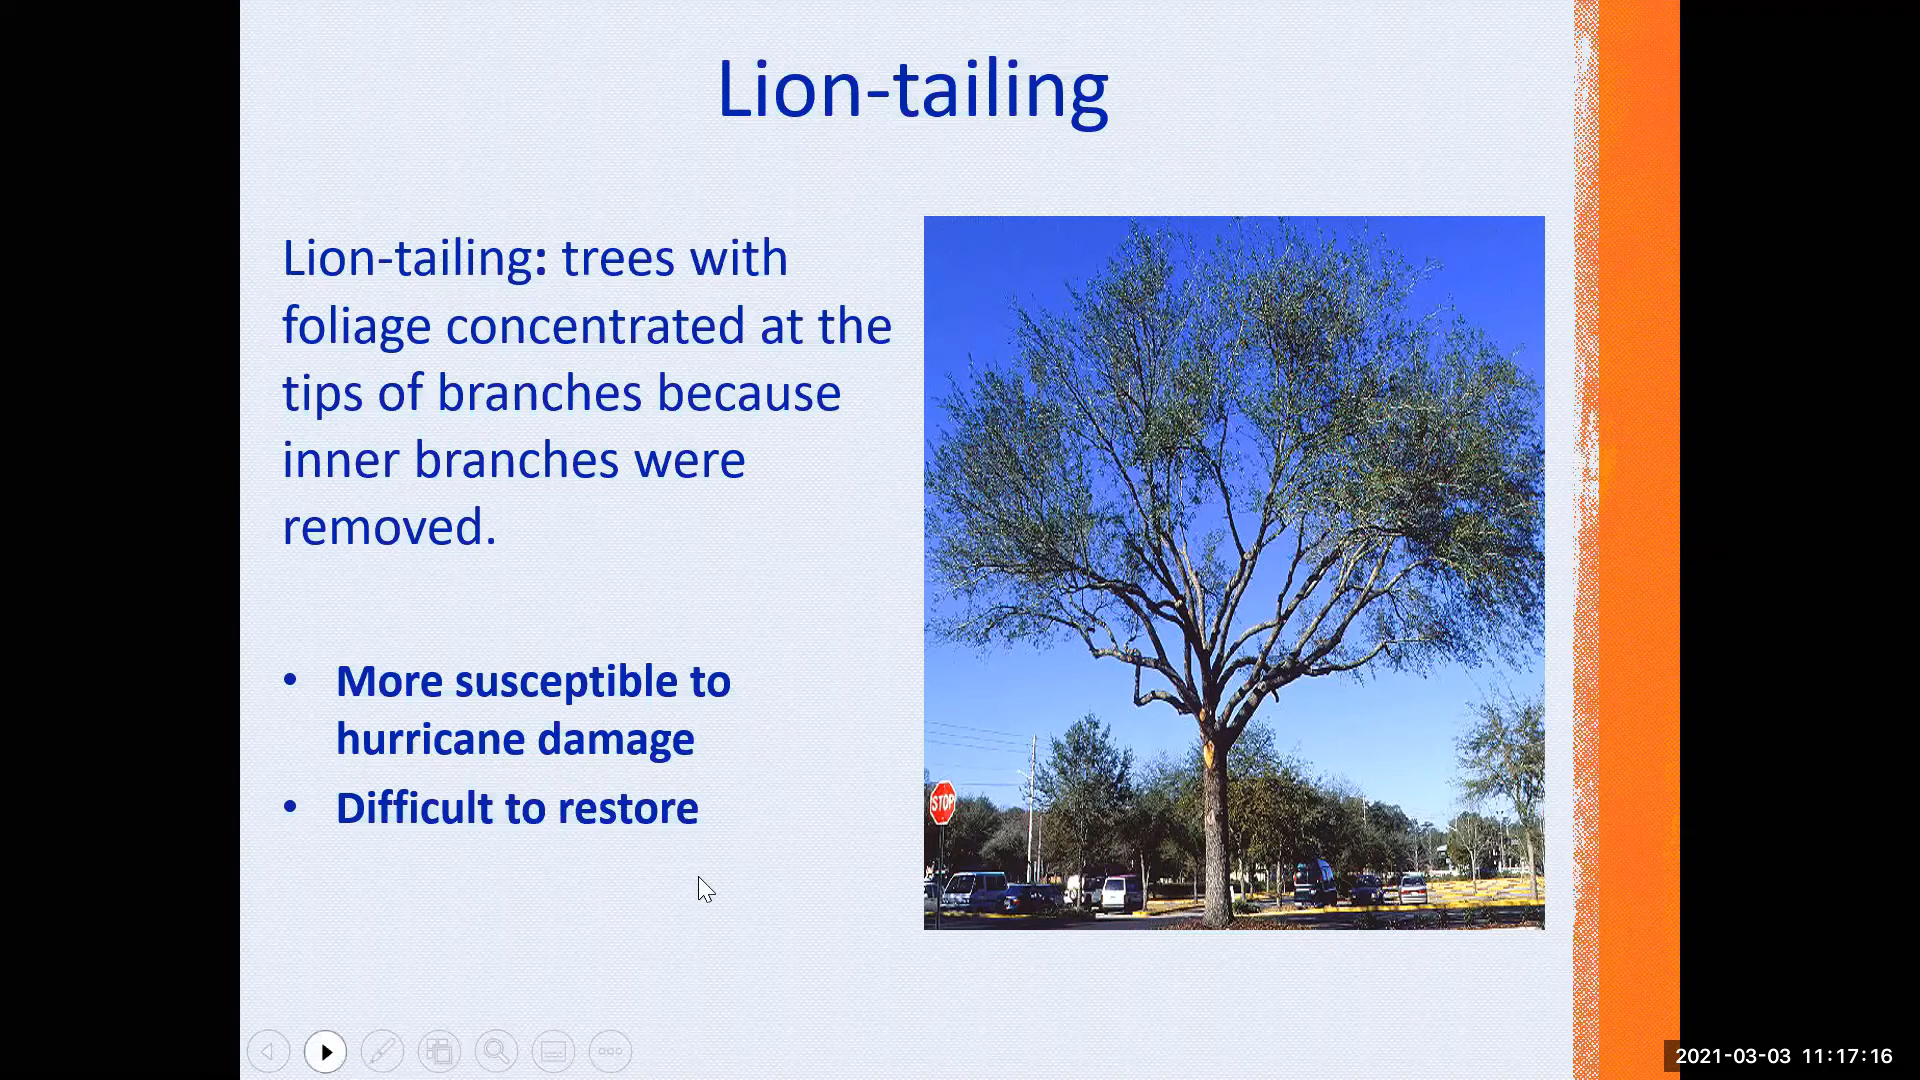 Lion-tailing
Lion-tailing: trees with
foliage concentrated at the
tips of branches because
inner branches were
removed.
• More susceptible to
hurricane damage
• Difficult to restore
STOP
2021-03-03 11:17:16